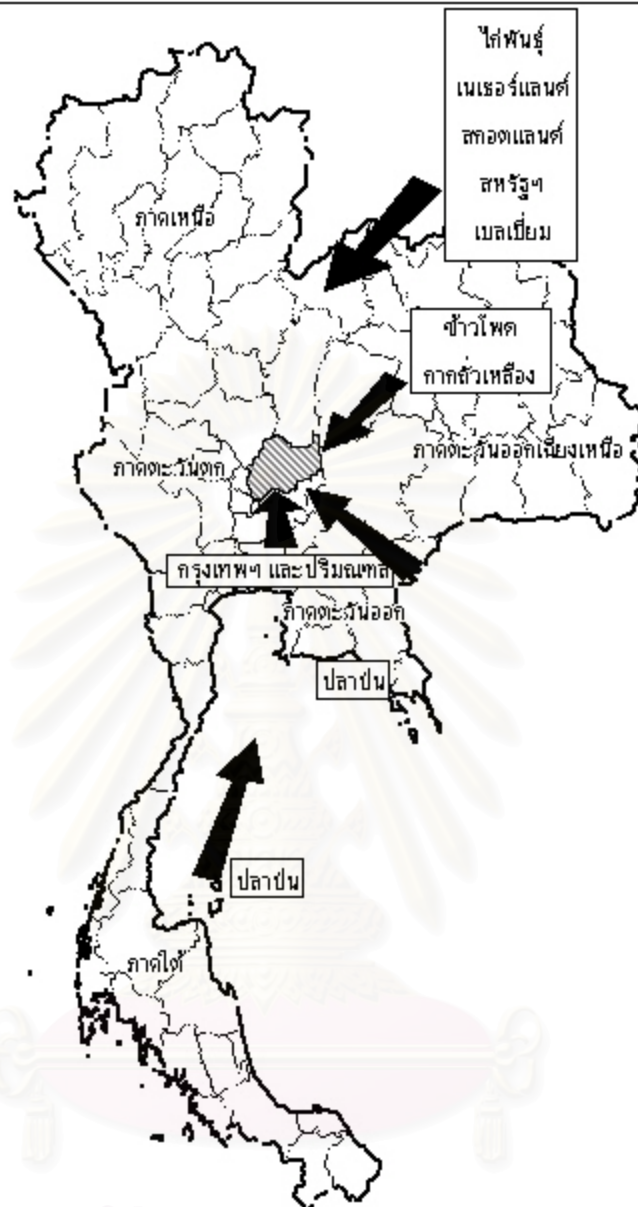 ไก่พันธุ์
เนเธอร์แลนด์
สกอตแลนด์
สหรัฐฯ
เบลเยี่ยม
ภาคเหนือ
ข้าวโพด
กากถั่วเหลือง
ภาคตะวันตก
ภาคตะวันออกเฉียงเหนือ
กรุงเทพฯ และปริมณฑล
ภาคตะวันออก
ปลาป่น
ปลาป่น
ภาคใต้